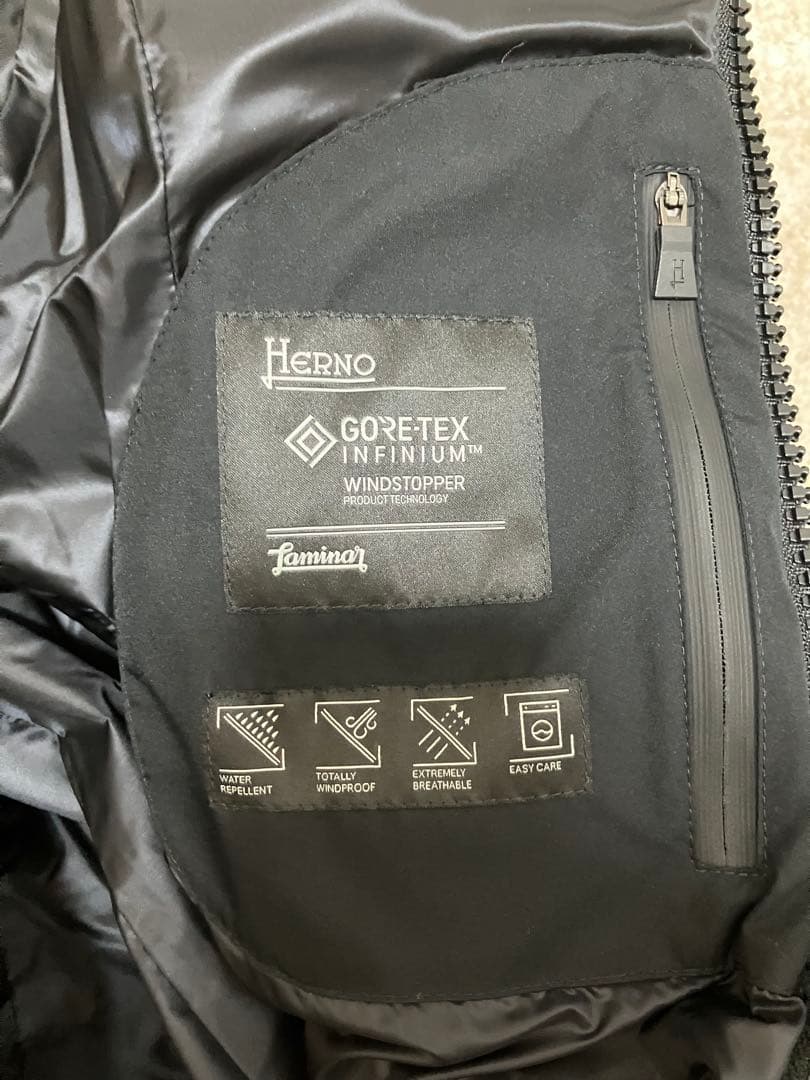 HERNO
GORE-TEX
INFINIUM™
WINDSTOPPER
PRODUCT TECHNOLOGY
Laminar
WATER
REPELLENT
TOTALLY
WINDPROOF
EXTREMELY
BREATHABLE
EASY CARE
H